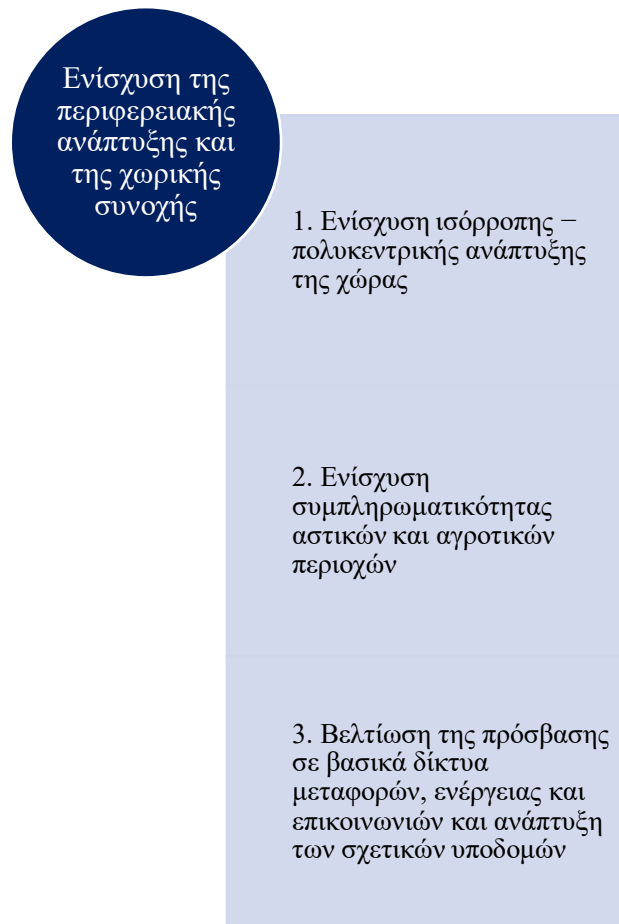 Ενίσχυση της
περιφερειακής
ανάπτυξης και
της χωρικής
συνοχής
1. Ενίσχυση ισόρροπης −
πολυκεντρικής ανάπτυξης
της χώρας
2. Ενίσχυση
συμπληρωματικότητας
αστικών και αγροτικών
περιοχών
3. Βελτίωση της πρόσβασης
σε βασικά δίκτυα
μεταφορών, ενέργειας και
επικοινωνιών και ανάπτυξη
των σχετικών υποδομών